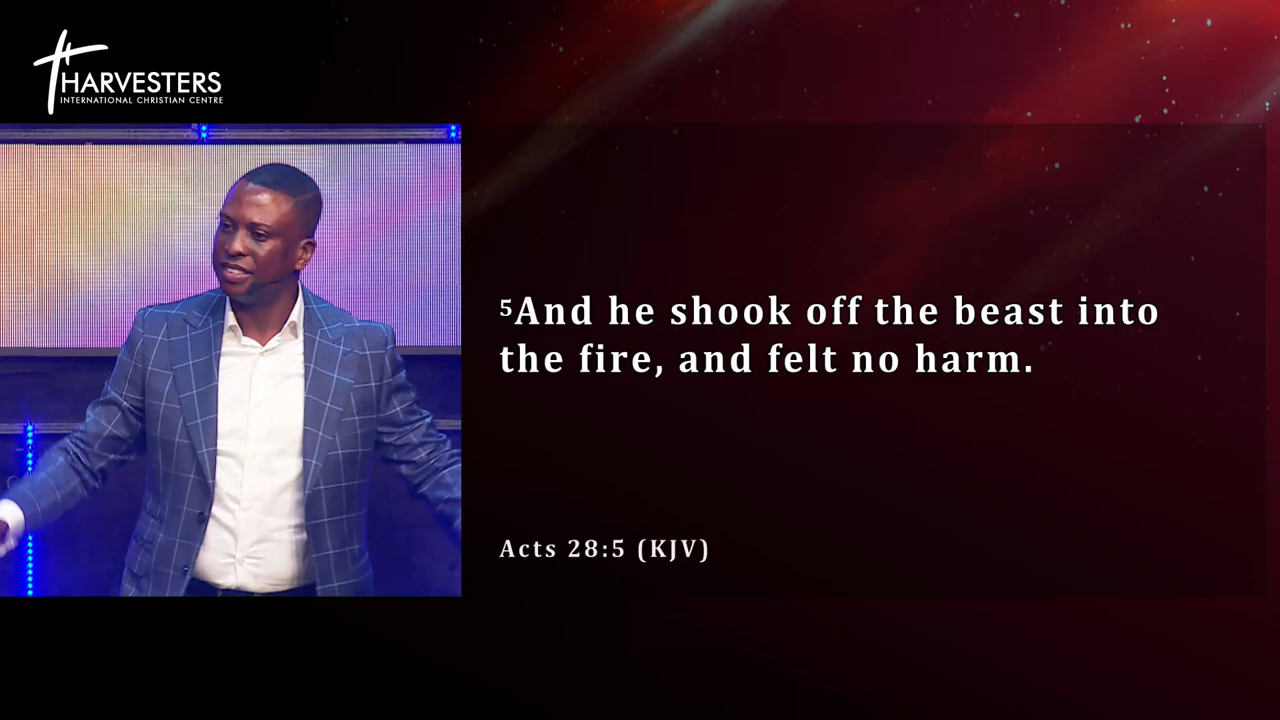 HARVESTERS
INTERNATIONAL CHRISTIAN CENTRE
⁵And he shook off the beast into
the fire, and felt no harm.
Acts 28:5 (KJV)